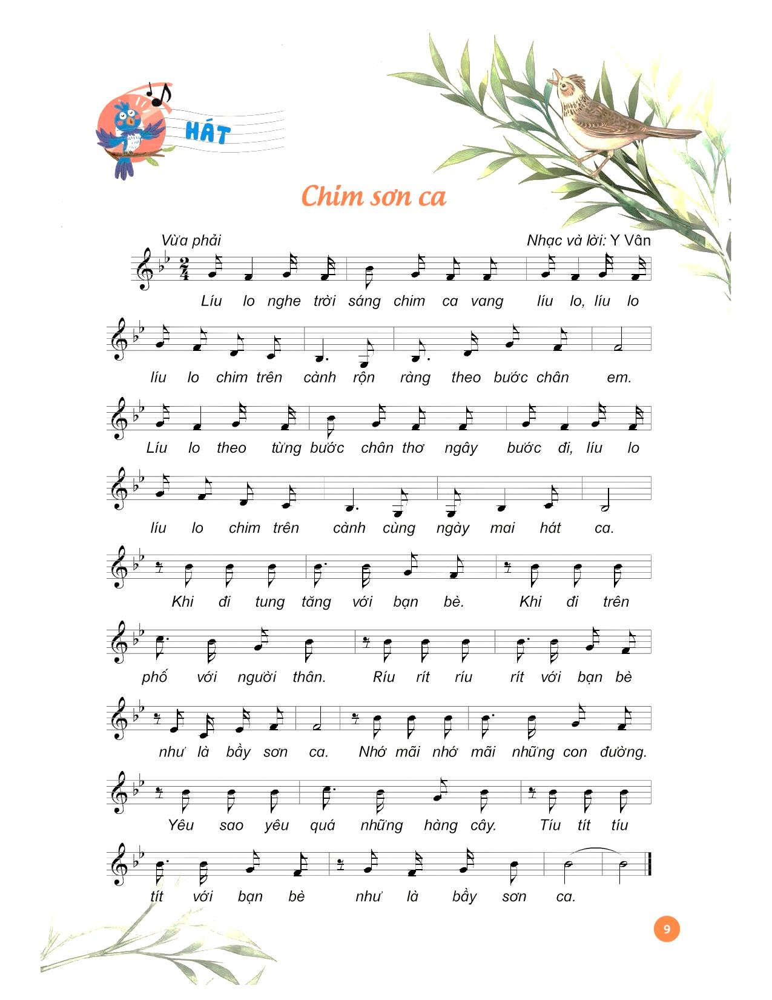 HÁT
Chim sơn ca
Vừa phải
Nhạc và lời: Y Vân
2
4
Líu lo nghe trời sáng chim ca vang líu lo, líu lo
líu lo chim trên cành rộn ràng theo bước chân em.
Líu lo theo từng bước chân thơ ngây bước đi, líu lo
líu lo chim trên cành cùng ngày mai hát ca.
Khi đi tung tăng với bạn bè. Khi đi trên
phố với người thân. Ríu rít ríu rít với bạn bè
như là bầy sơn ca. Nhớ mãi nhớ mãi những con đường.
Yêu sao yêu quá những hàng cây. Tíu tít tíu
tít với bạn bè như là bầy sơn ca.
9